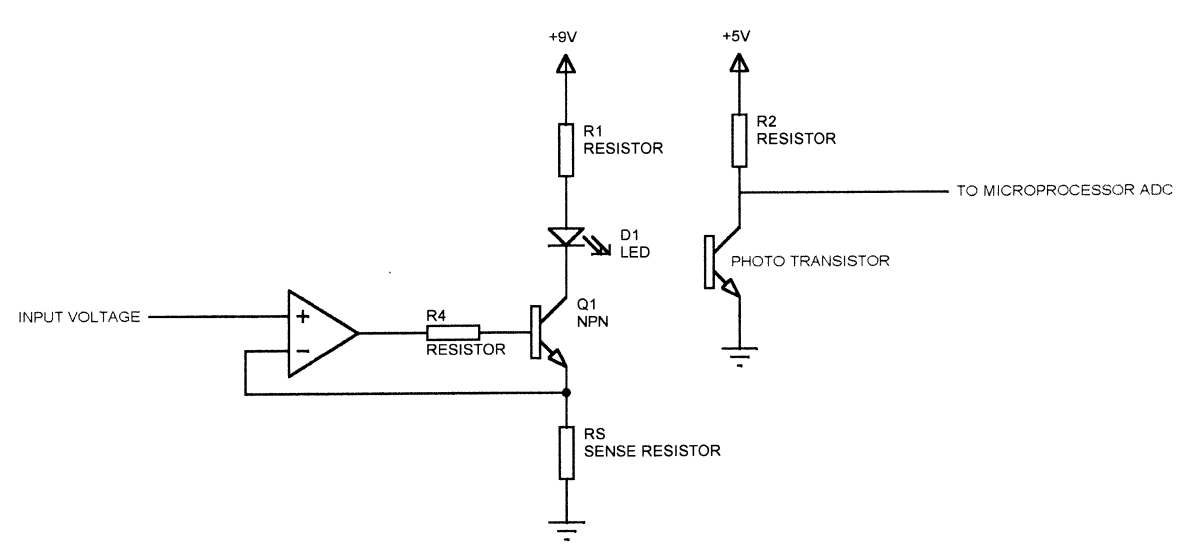 +9V
+5V
R1
RESISTOR
R2
RESISTOR
TO MICROPROCESSOR ADC
D1
LED
PHOTO TRANSISTOR
INPUT VOLTAGE
+
−
R4
RESISTOR
Q1
NPN
RS
SENSE RESISTOR